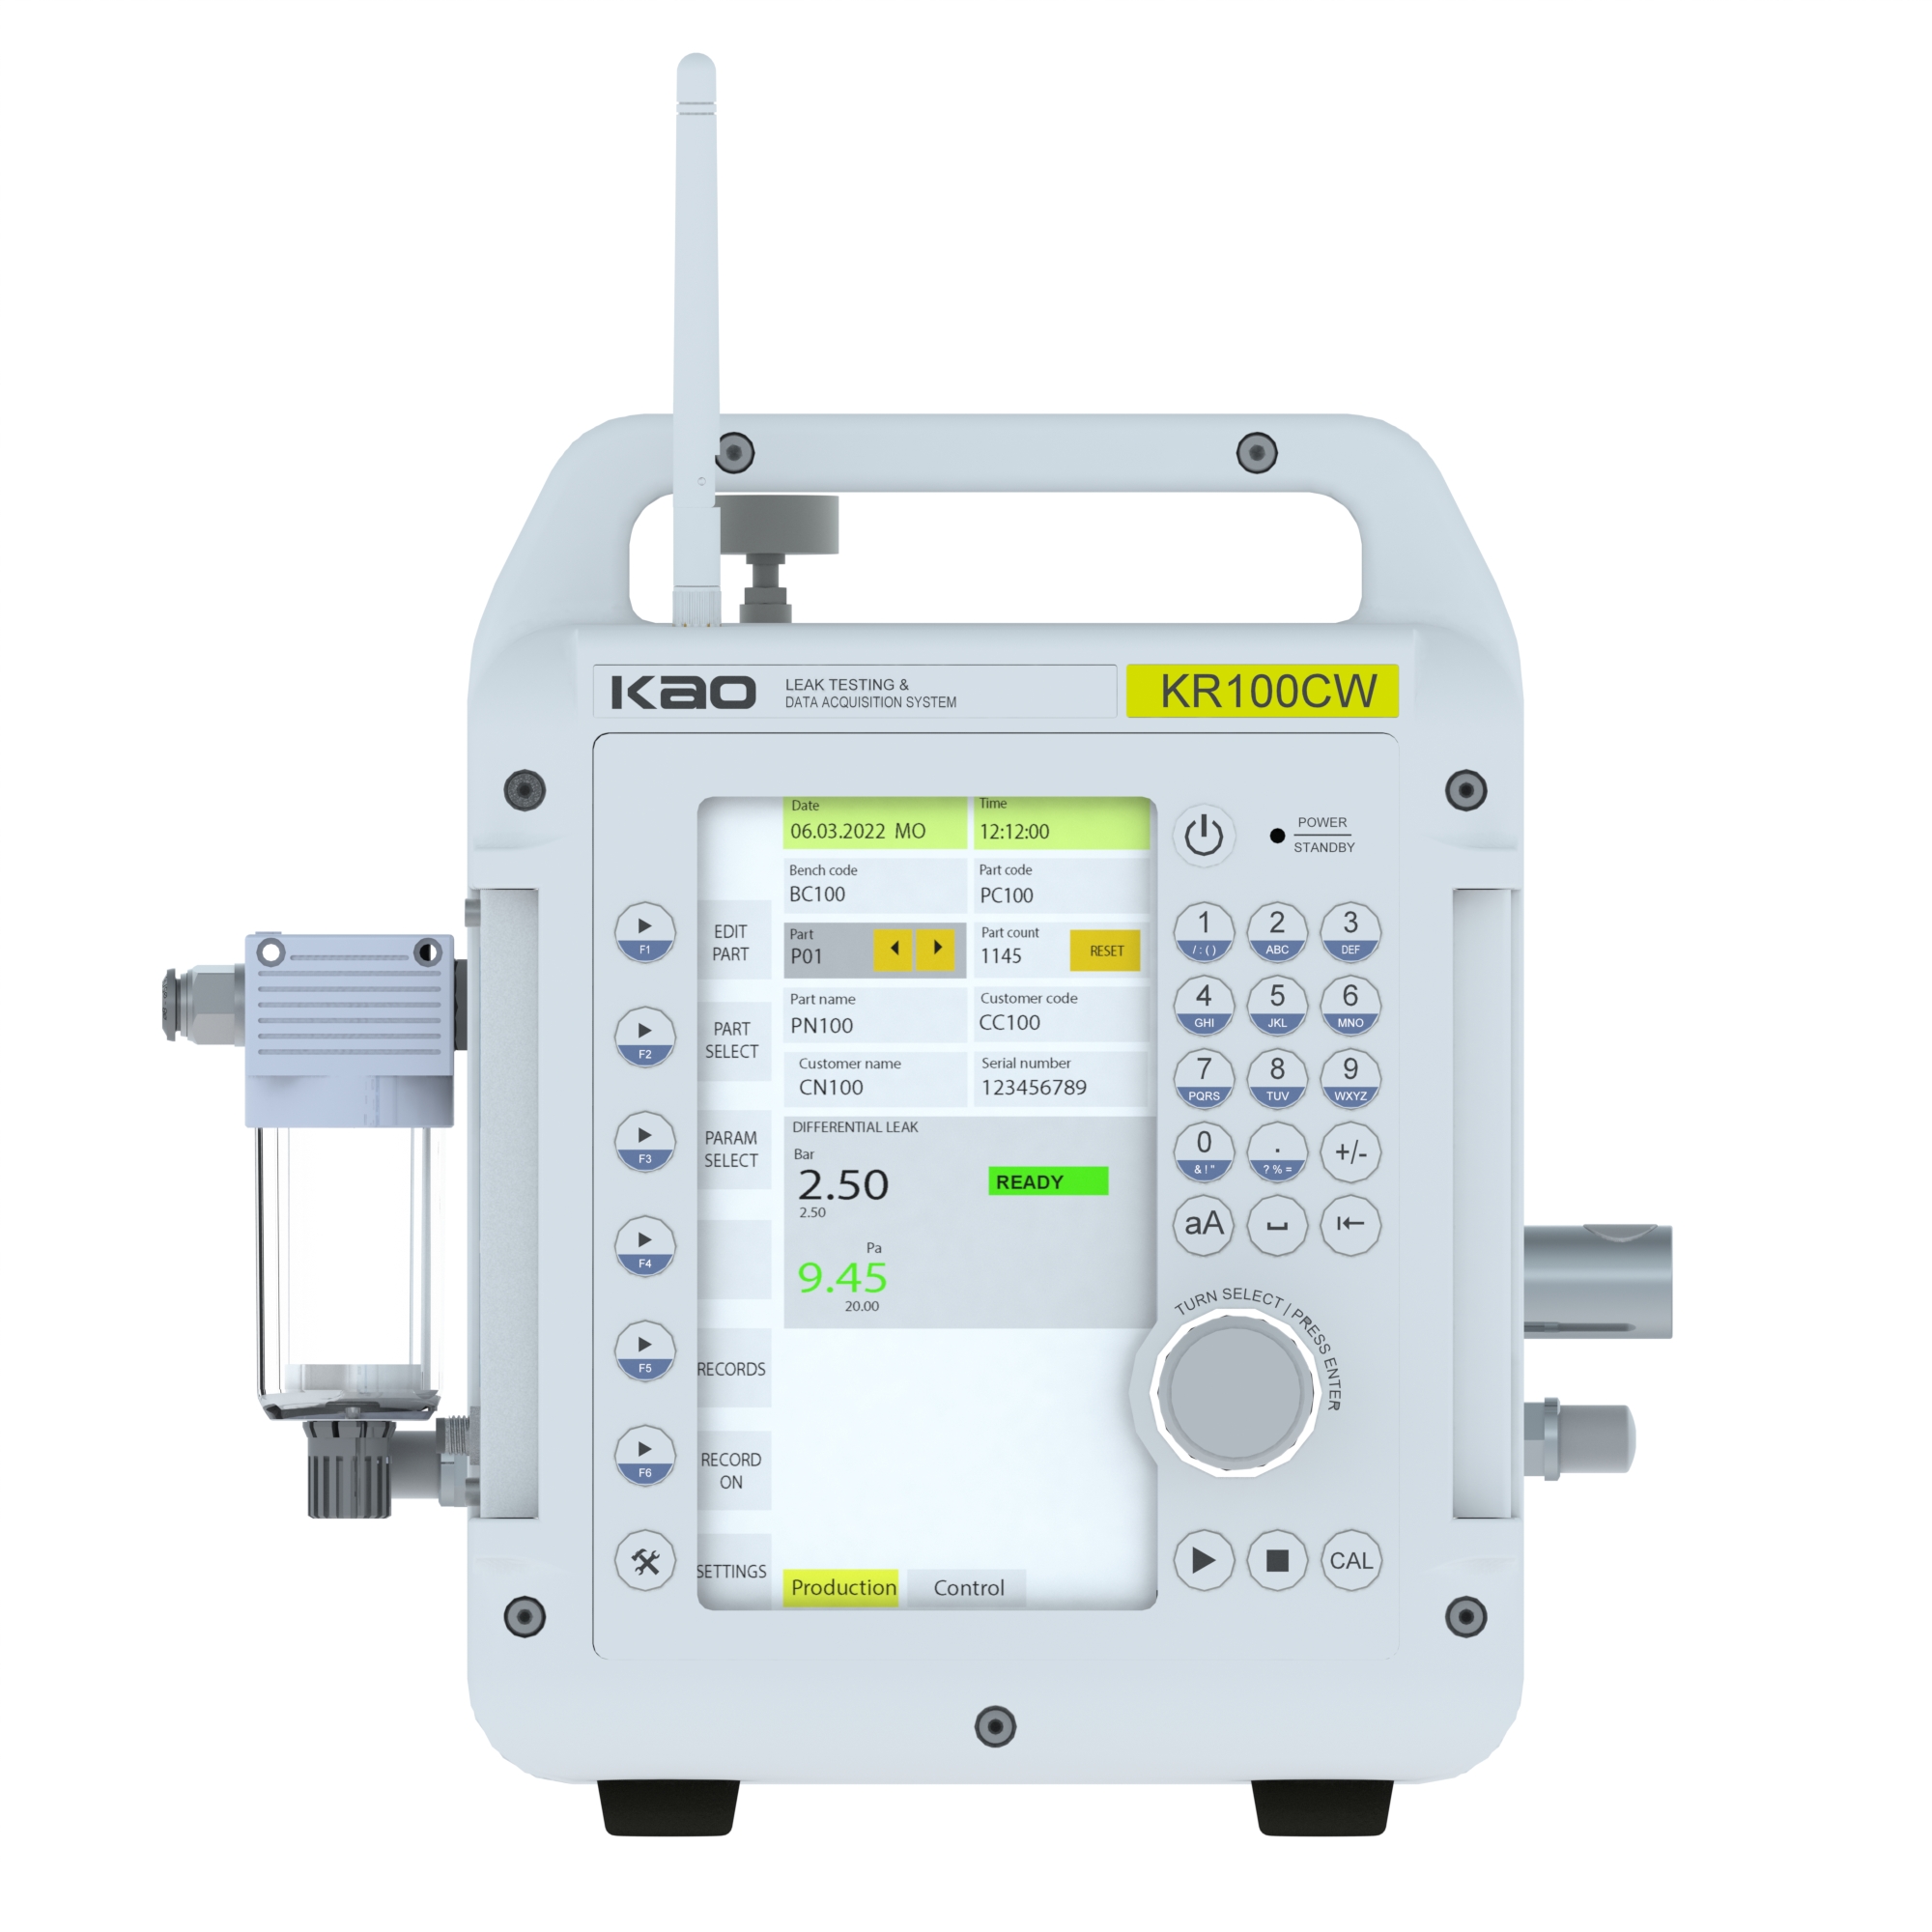 Kao
LEAK TESTING &
DATA ACQUISITION SYSTEM
KR100CW
Date
06.03.2022 MO
Time
12:12:00
Bench code
BC100
Part code
PC100
Part
P01
Part count
1145
RESET
Part name
PN100
Customer code
CC100
Customer name
CN100
Serial number
123456789
DIFFERENTIAL LEAK
Bar
2.50
2.50
READY
Pa
9.45
20.00
Production
Control
F1
EDIT
PART
F2
PART
SELECT
F3
PARAM
SELECT
F4
F5
RECORDS
F6
RECORD
ON
SETTINGS
POWER
STANDBY
1
/ : ( )
2
ABC
3
DEF
4
GHI
5
JKL
6
MNO
7
PQRS
8
TUV
9
WXYZ
0
& ! "
.
? % =
+/-
aA
TURN SELECT | PRESS ENTER
CAL